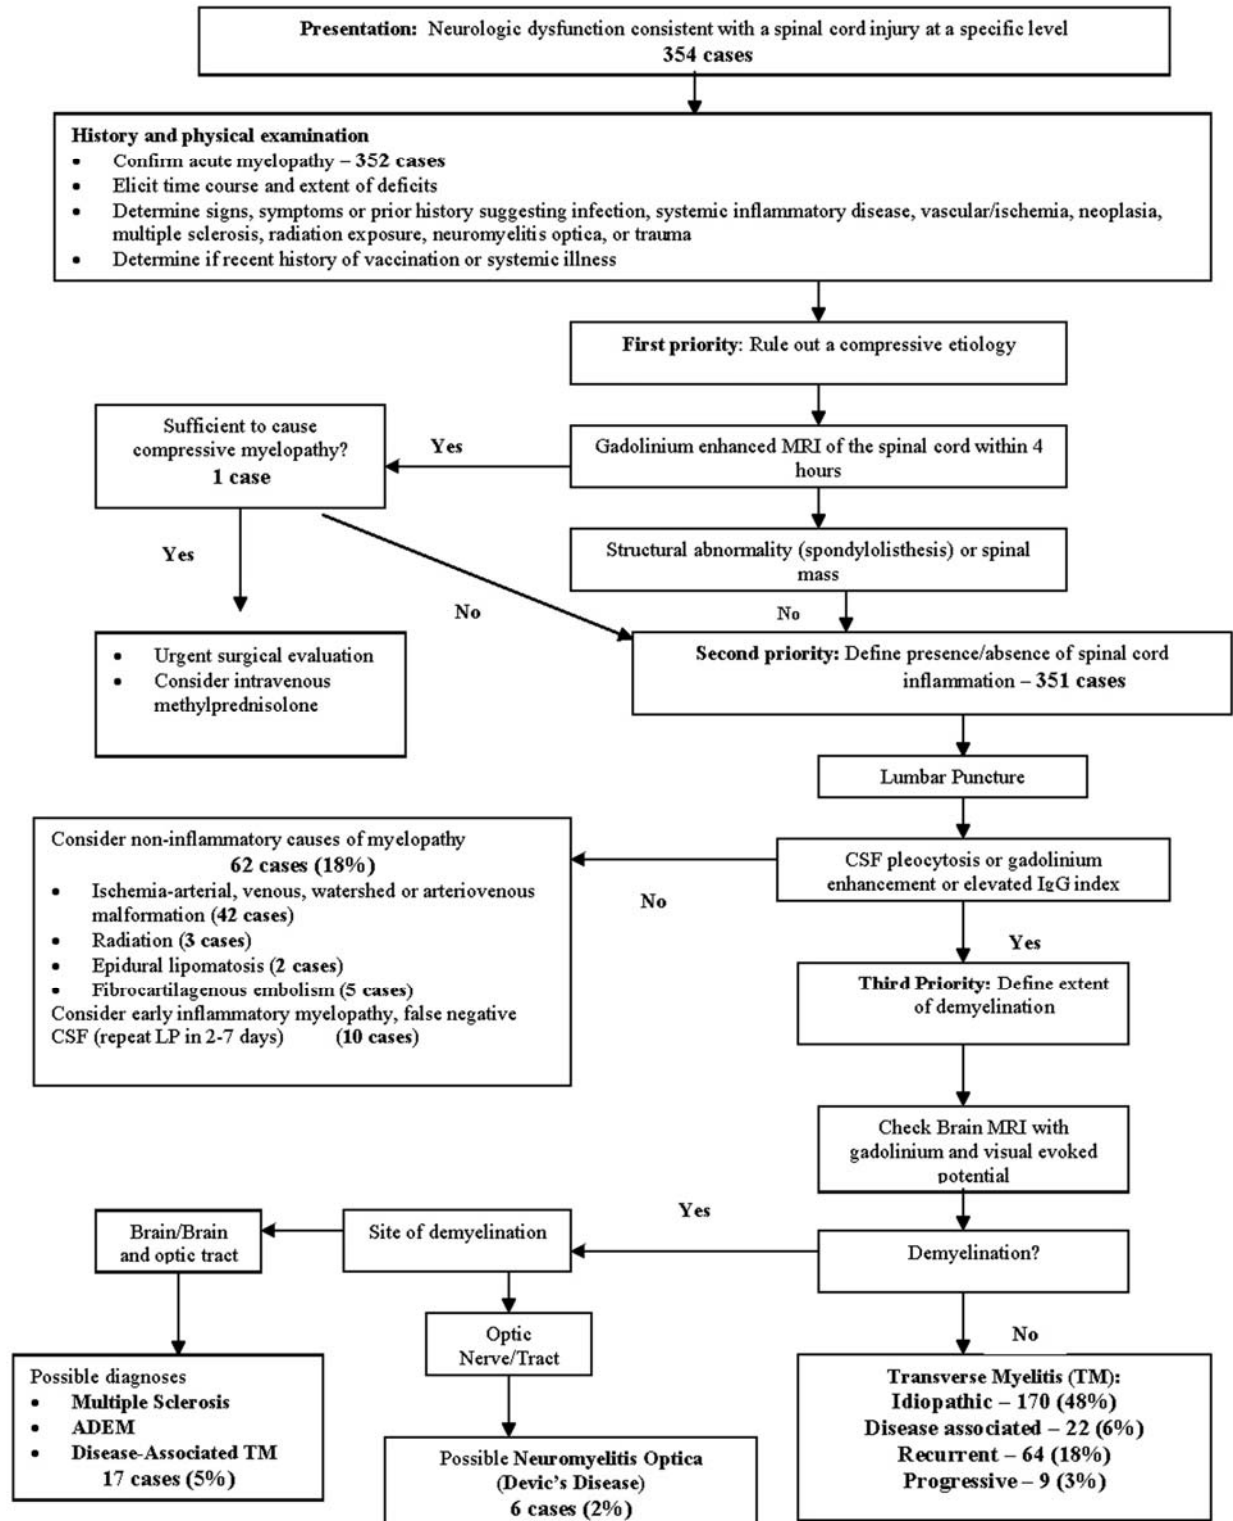 Presentation: Neurologic dysfunction consistent with a spinal cord injury at a specific level
354 cases
History and physical examination
• Confirm acute myelopathy – 352 cases
• Elicit time course and extent of deficits
• Determine signs, symptoms or prior history suggesting infection, systemic inflammatory disease, vascular/ischemia, neoplasia,
multiple sclerosis, radiation exposure, neuromyelitis optica, or trauma
• Determine if recent history of vaccination or systemic illness
First priority: Rule out a compressive etiology
Sufficient to cause
compressive myelopathy?
1 case
Yes
Gadolinium enhanced MRI of the spinal cord within 4
hours
Structural abnormality (spondylolisthesis) or spinal
mass
Yes
No
No
• Urgent surgical evaluation
• Consider intravenous
methylprednisolone
Second priority: Define presence/absence of spinal cord
inflammation – 351 cases
Lumbar Puncture
CSF pleocytosis or gadolinium
enhancement or elevated IgG index
No
Yes
Consider non-inflammatory causes of myelopathy
62 cases (18%)
• Ischemia-arterial, venous, watershed or arteriovenous
malformation (42 cases)
• Radiation (3 cases)
• Epidural lipomatosis (2 cases)
• Fibrocartilagenous embolism (5 cases)
Consider early inflammatory myelopathy, false negative
CSF (repeat LP in 2-7 days) (10 cases)
Third Priority: Define extent
of demyelination
Check Brain MRI with
gadolinium and visual evoked
potential
Demyelination?
Yes
No
Site of demyelination
Brain/Brain
and optic tract
Optic
Nerve/Tract
Possible diagnoses
• Multiple Sclerosis
• ADEM
• Disease-Associated TM
17 cases (5%)
Possible Neuromyelitis Optica
(Devic's Disease)
6 cases (2%)
Transverse Myelitis (TM):
Idiopathic – 170 (48%)
Disease associated – 22 (6%)
Recurrent – 64 (18%)
Progressive – 9 (3%)